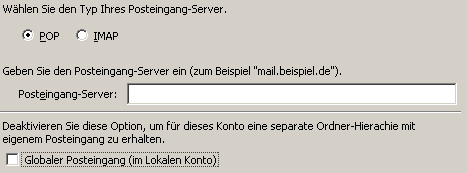 Wählen Sie den Typ Ihres Posteingang-Server.
POP IMAP
Geben Sie den Posteingang-Server ein (zum Beispiel "mail.beispiel.de").
Posteingang-Server:
Deaktivieren Sie diese Option, um für dieses Konto eine separate Ordner-Hierachie mit
eigenem Posteingang zu erhalten.
Globaler Posteingang (im Lokalen Konto)